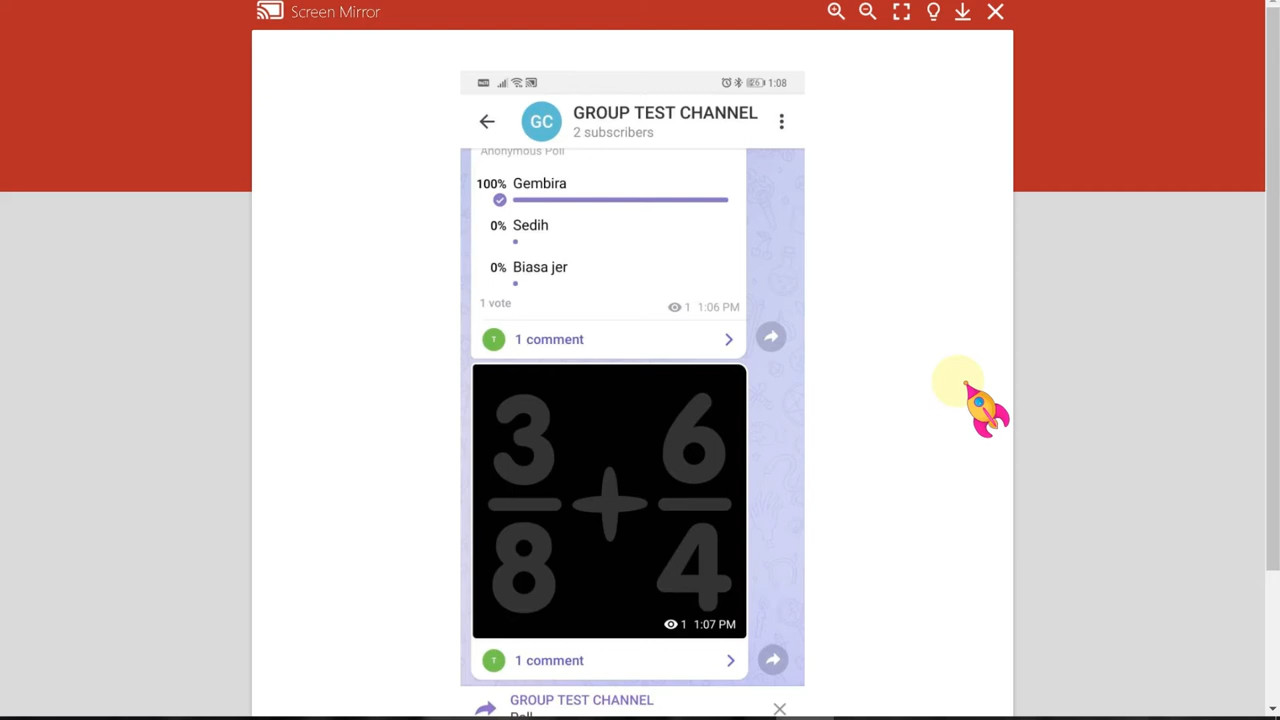 Screen Mirror
1:08
GC
GROUP TEST CHANNEL
2 subscribers
Anonymous Poll
100% Gembira
0% Sedih
0% Biasa jer
1 vote
1 1:06 PM
T 1 comment
3/8 + 6/4
1 1:07 PM
T 1 comment
GROUP TEST CHANNEL
Poll